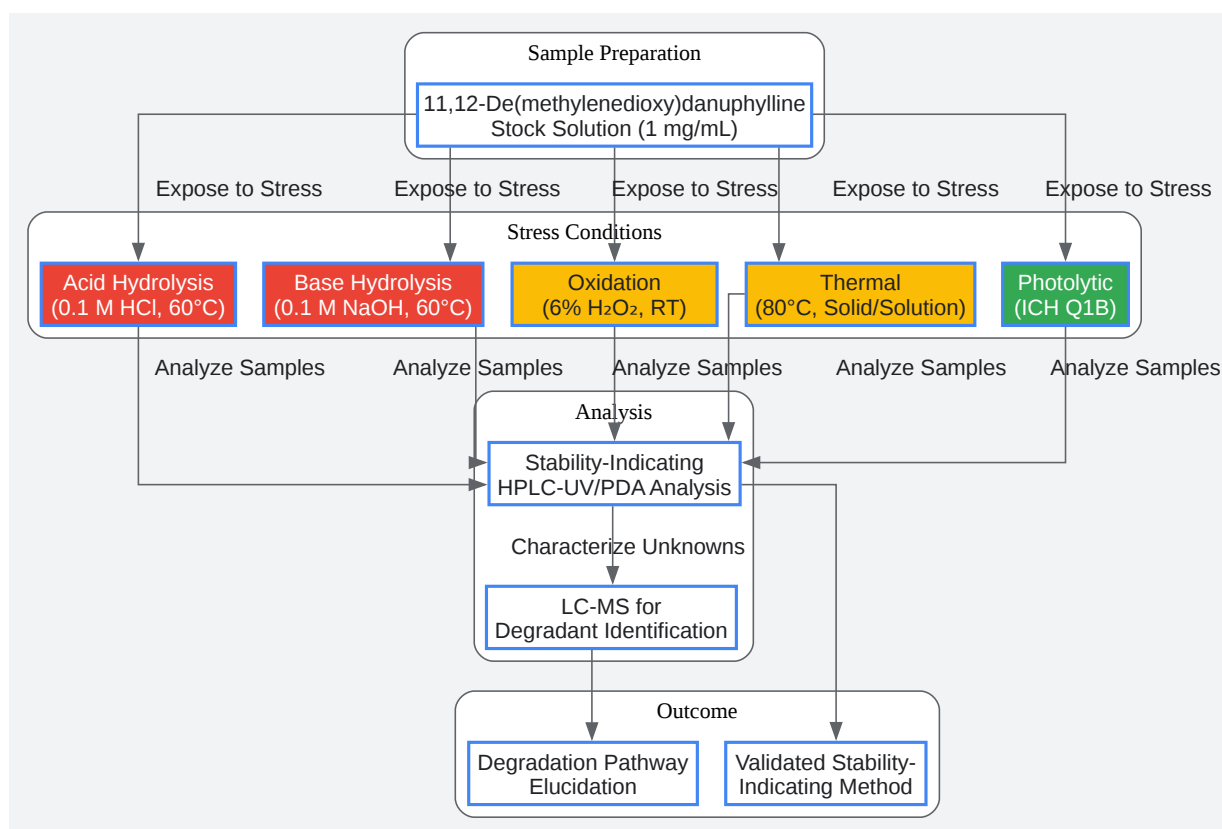 Sample Preparation
11,12-De(methylenedioxy)danuphylline
Stock Solution (1 mg/mL)
Expose to Stress
Expose to Stress
Expose to Stress
Expose to Stress
Expose to Stress
Stress Conditions
Acid Hydrolysis
(0.1 M HCl, 60°C)
Base Hydrolysis
(0.1 M NaOH, 60°C)
Oxidation
(6% H₂O₂, RT)
Thermal
(80°C, Solid/Solution)
Photolytic
(ICH Q1B)
Analyze Samples
Analyze Samples
Analyze Samples
Analyze Samples
Analyze Samples
Analysis
Stability-Indicating
HPLC-UV/PDA Analysis
Characterize Unknowns
LC-MS for
Degradant Identification
Outcome
Degradation Pathway
Elucidation
Validated Stability-
Indicating Method